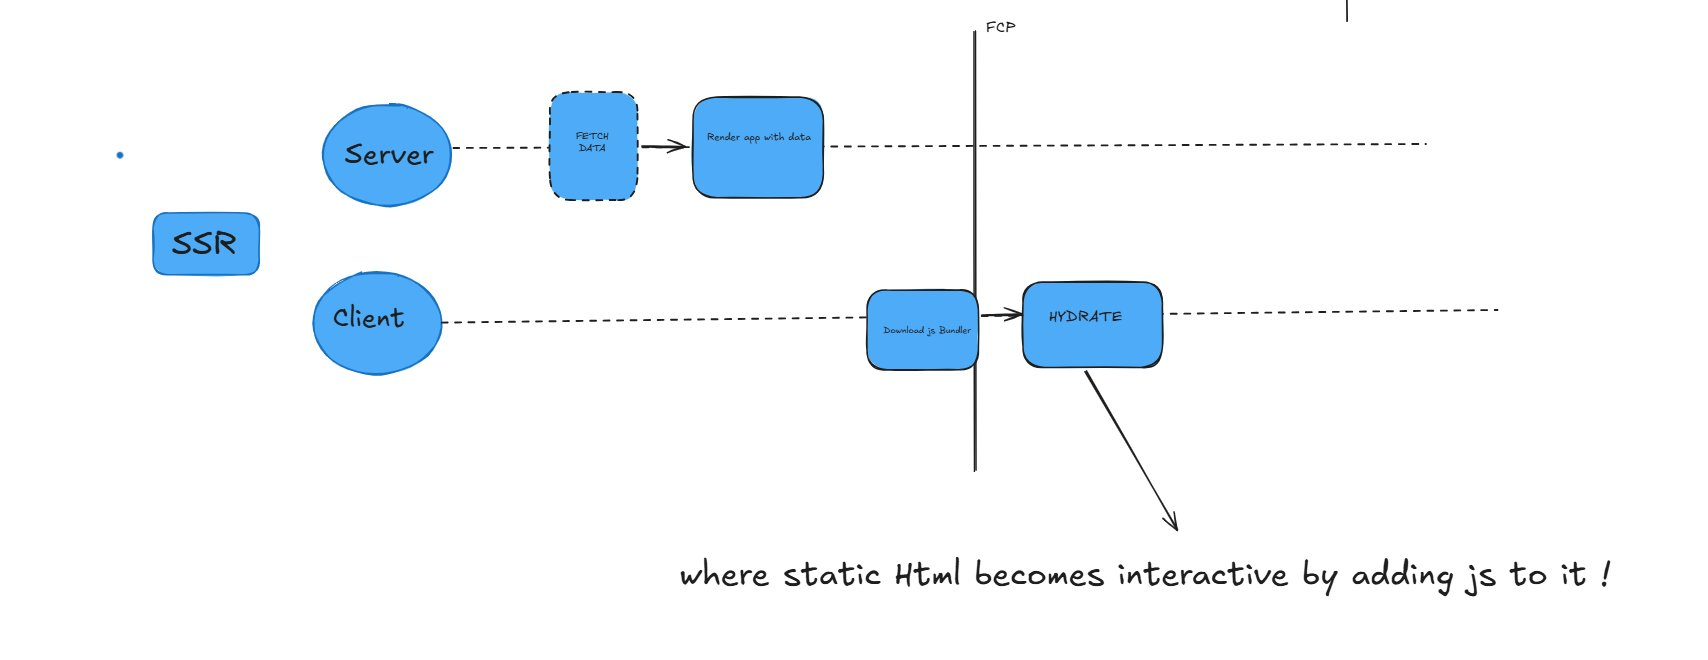 FCP
Server
FETCH
DATA
Render app with data
SSR
Client
Download js Bundler
HYDRATE
where static Html becomes interactive by adding js to it !